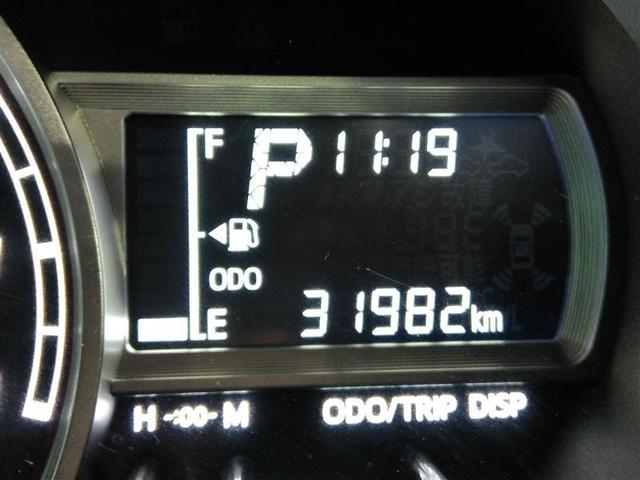 F P 11:19
ODO
E 31982km
H -:00- M ODO/TRIP DISP